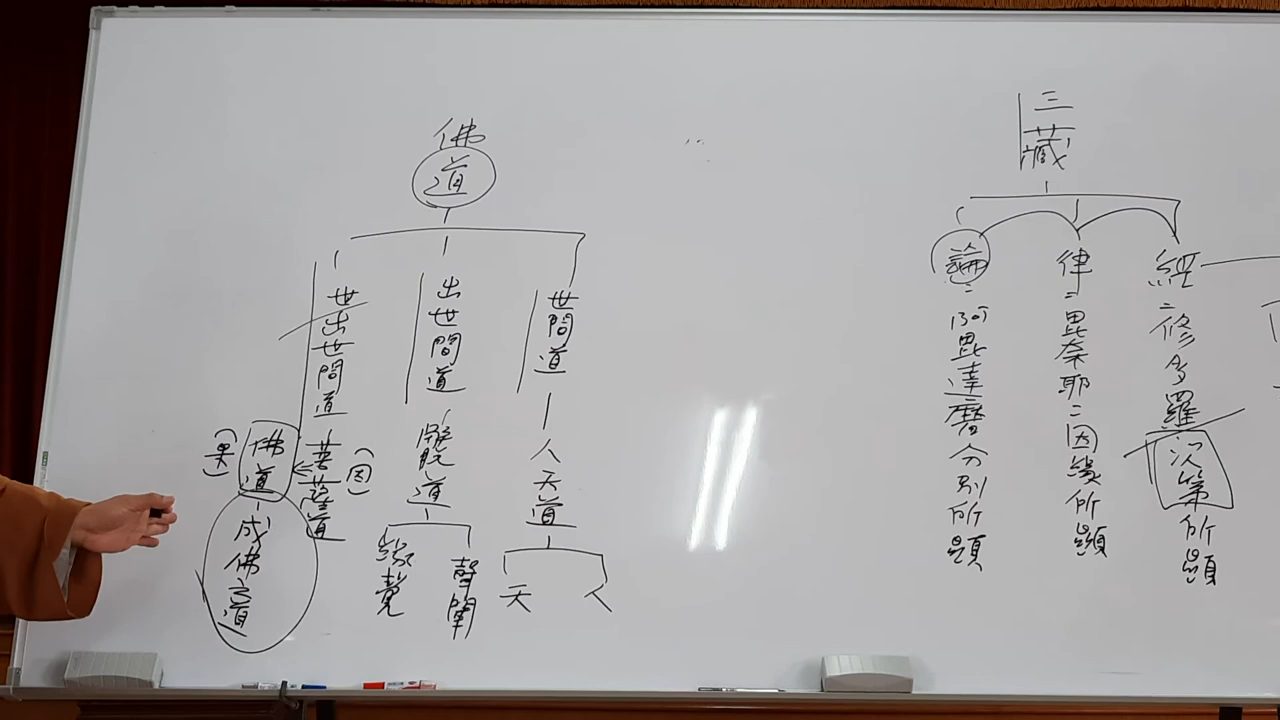 三藏
經：修多羅次第所顯
律：毘奈耶：因緣所顯
論：阿毘達磨分別所顯
佛道
世間道－人天道
人
天
出世間道
解脫道
聲聞
緣覺
世出世間道－菩薩道
（因）
佛道
（果）
成佛之道